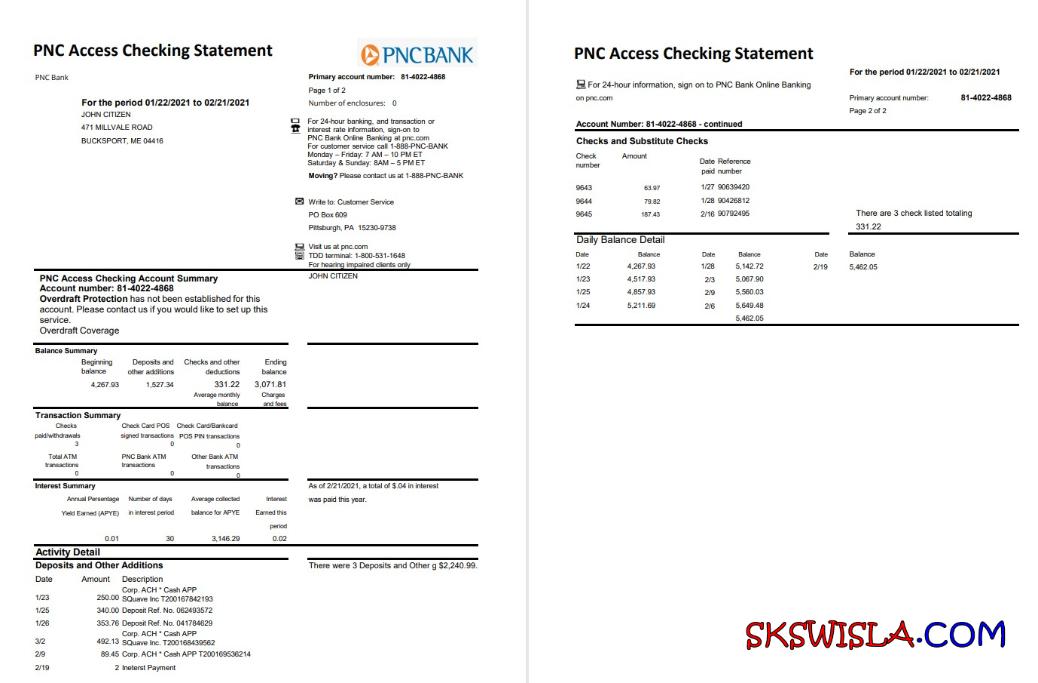 PNC Access Checking Statement
PNCBANK
PNC Bank
Primary account number: 81-4022-4868
Page 1 of 2
For the period 01/22/2021 to 02/21/2021
Number of enclosures: 0
JOHN CITIZEN
471 MILLVALE ROAD
BUCKSPORT, ME 04416
For 24-hour banking, and transaction or
interest rate information, sign-on to
PNC Bank Online Banking at pnc.com
For customer service call 1-888-PNC-BANK
Monday – Friday: 7 AM – 10 PM ET
Saturday & Sunday: 8AM – 5 PM ET
Moving? Please contact us at 1-888-PNC-BANK
Write to: Customer Service
PO Box 609
Pittsburgh, PA 15230-9738
Visit us at pnc.com
TDD terminal: 1-800-531-1648
For hearing impaired clients only
JOHN CITIZEN
PNC Access Checking Account Summary
Account number: 81-4022-4868
Overdraft Protection has not been established for this
account. Please contact us if you would like to set up this
service.
Overdraft Coverage
Balance Summary
Beginning balance Deposits and other additions Checks and other deductions Ending balance
4,267.93 1,527.34 331.22 3,071.81
Average monthly balance Charges and fees
Transaction Summary
Checks paid/withdrawals Check Card POS signed transactions Check Card/Bankcard POS PIN transactions
3 0 0
Total ATM transactions PNC Bank ATM transactions Other Bank ATM transactions
0 0 0
Interest Summary
As of 2/21/2021, a total of $.04 in interest
was paid this year.
Annual Persentage Number of days Average collected Interest
Yield Earned (APYE) in interest period balance for APYE Earned this
period
0.01 30 3,146.29 0.02
Activity Detail
Deposits and Other Additions
There were 3 Deposits and Other g $2,240.99.
Date Amount Description
Corp. ACH * Cash APP
1/23 250.00 SQuave Inc T200167842193
1/25 340.00 Deposit Ref. No. 062493572
1/26 353.76 Deposit Ref. No. 041784629
Corp. ACH * Cash APP
3/2 492.13 SQuave Inc. T200168439562
2/9 89.45 Corp. ACH * Cash APP T200169536214
2/19 2 Ineterst Payment
PNC Access Checking Statement
For the period 01/22/2021 to 02/21/2021
For 24-hour information, sign on to PNC Bank Online Banking
on pnc.com
Primary account number: 81-4022-4868
Page 2 of 2
Account Number: 81-4022-4868 - continued
Checks and Substitute Checks
Check number Amount Date paid Reference number
9643 63.97 1/27 90639420
9644 79.82 1/28 90426812
9645 187.43 2/16 90792495
There are 3 check listed totaling
331.22
Daily Balance Detail
Date Balance Date Balance Date Balance
1/22 4,267.93 1/28 5,142.72 2/19 5,462.05
1/23 4,517.93 2/3 5,067.90
1/25 4,857.93 2/9 5,560.03
1/24 5,211.69 2/6 5,649.48
5,462.05
SKSWISLA.COM